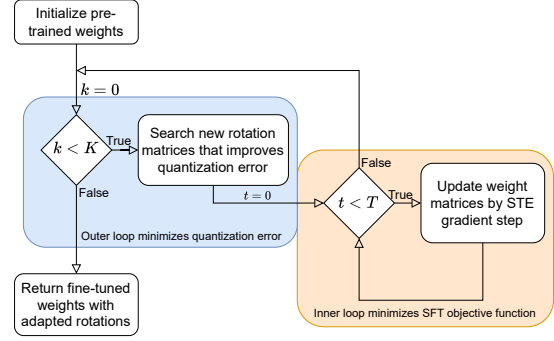 Initialize pre-
trained weights
k = 0
k < K
True
False
Search new rotation
matrices that improves
quantization error
t = 0
Outer loop minimizes quantization error
False
t < T
True
Update weight
matrices by STE
gradient step
Inner loop minimizes SFT objective function
Return fine-tuned
weights with
adapted rotations